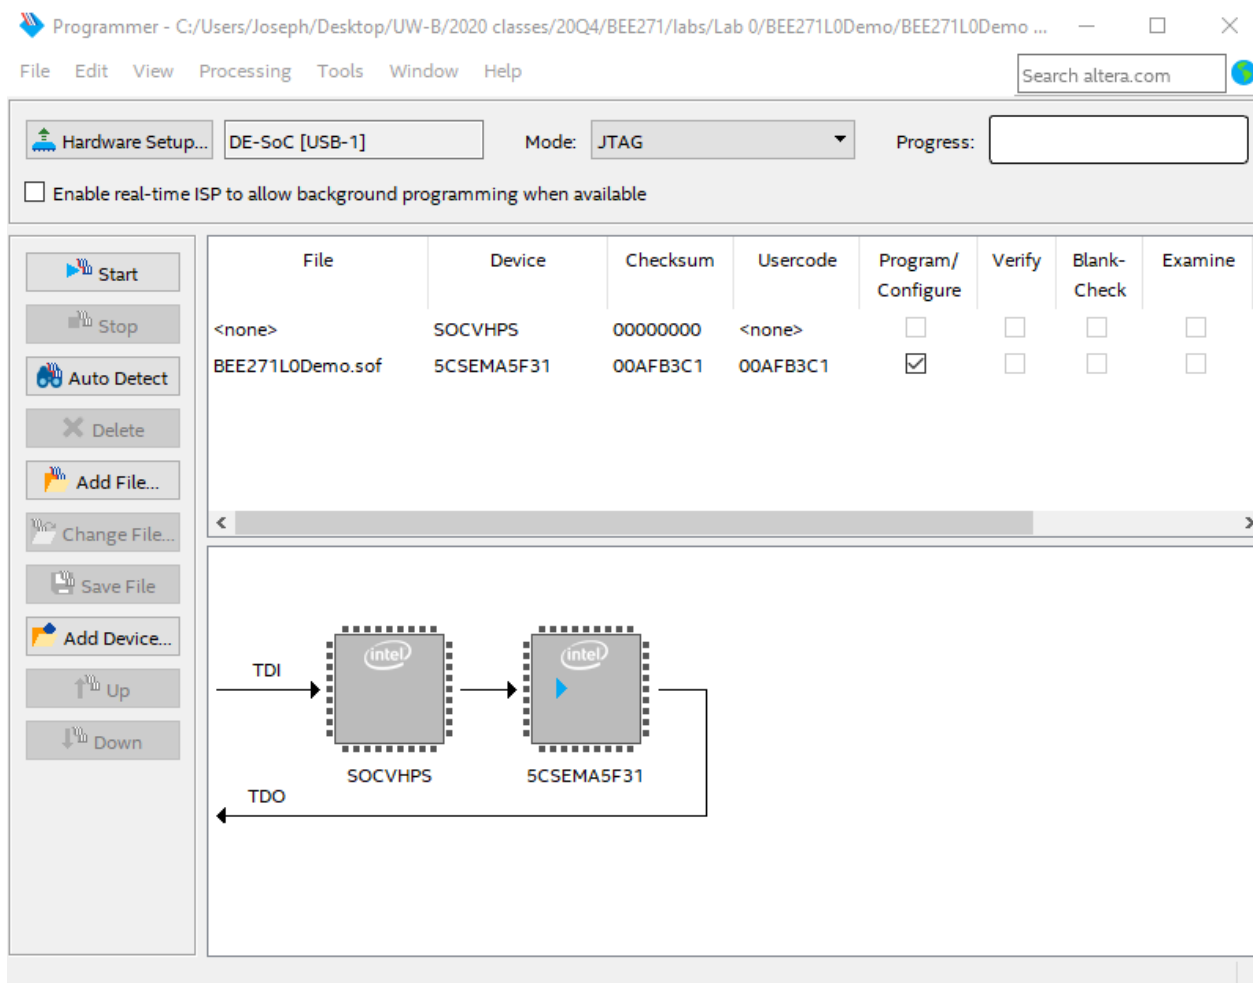 Programmer - C:/Users/Joseph/Desktop/UW-B/2020 classes/20Q4/BEE271/labs/Lab 0/BEE271L0Demo/BEE271L0Demo ...
File Edit View Processing Tools Window Help
Search altera.com
Hardware Setup... DE-SoC [USB-1] Mode: JTAG Progress:
Enable real-time ISP to allow background programming when available
Start
Stop
Auto Detect
Delete
Add File...
Change File...
Save File
Add Device...
Up
Down
File Device Checksum Usercode Program/ Verify Blank- Examine
Configure Check
<none> SOCVHPS 00000000 <none>
BEE271L0Demo.sof 5CSEMA5F31 00AFB3C1 00AFB3C1
intel intel
TDI
SOCVHPS 5CSEMA5F31
TDO